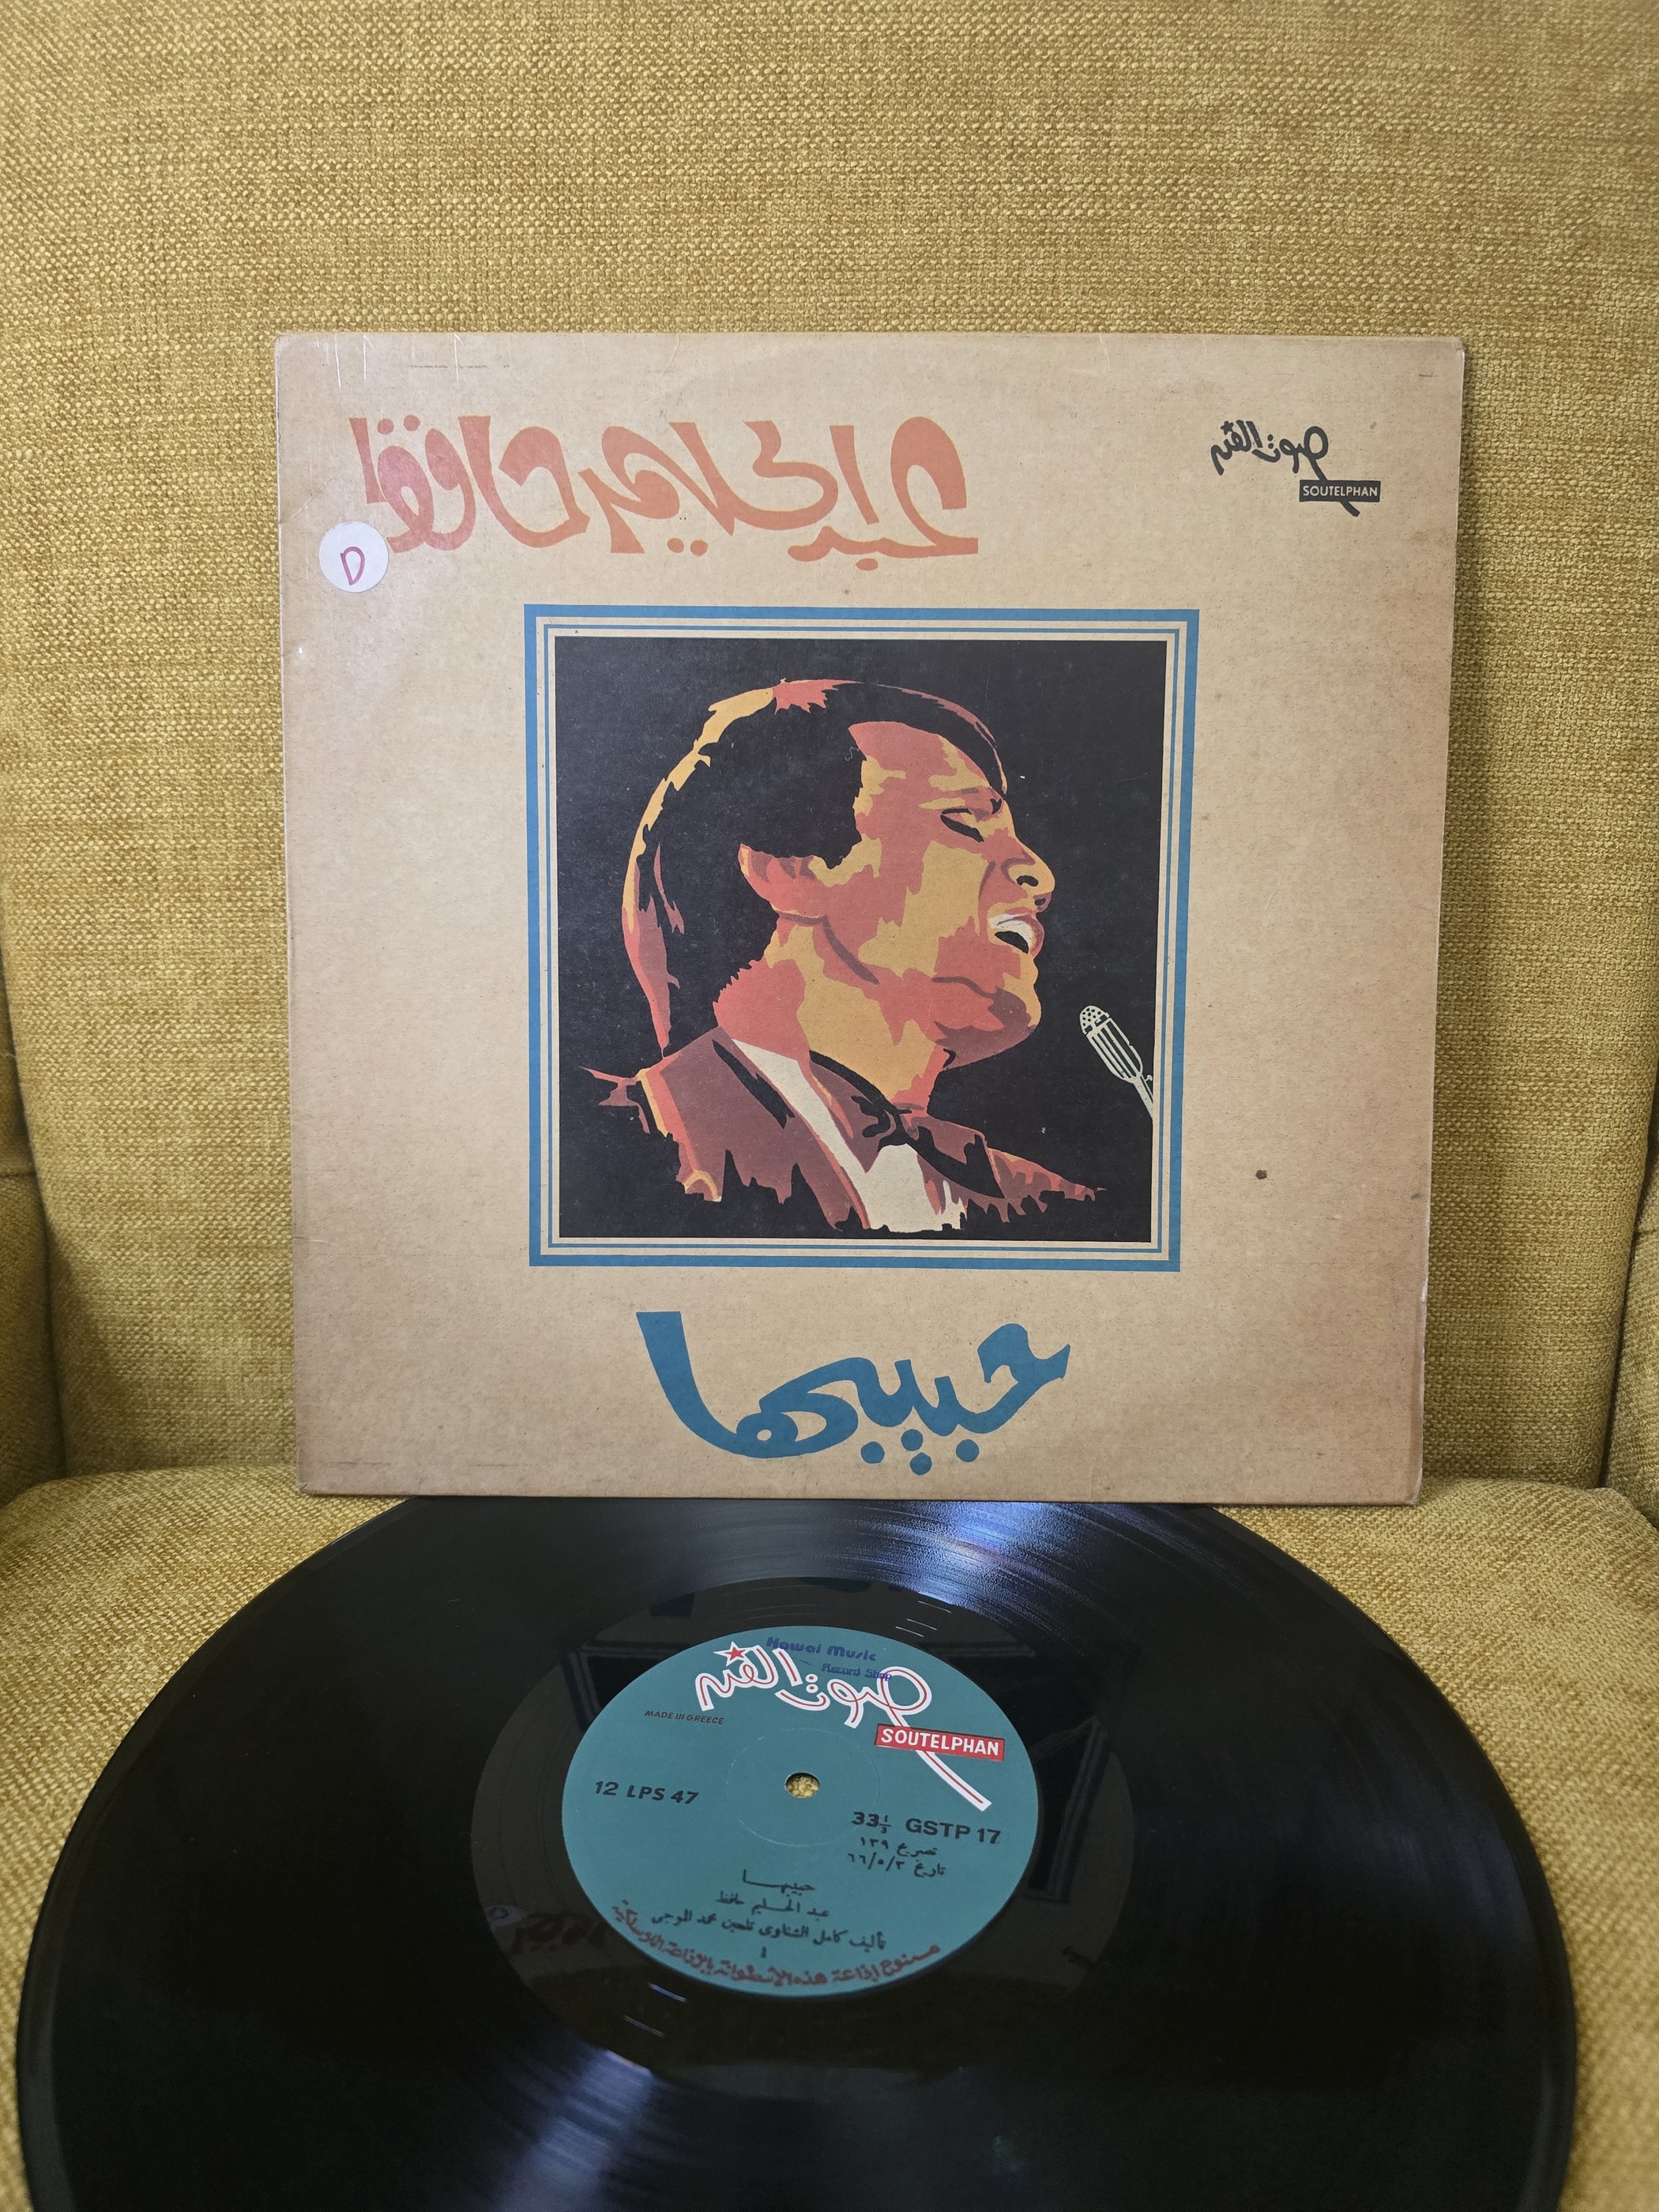 عبد الحليم حافظ
صوت الفن
SOUTELPHAN
D
حبيبها
Hawai Music
Record Shop
صوت الفن
SOUTELPHAN
MADE IN GREECE
12 LPS 47
33⅓ GSTP 17
تصريح ١٣٩
تاريخ ٦٦/٥/٣
حبيبها
عبد الحليم حافظ
تأليف كامل الشناوى تلحين محمد الموجى
1
ممنوع إذاعة هذه الأسطوانة بالإذاعة اللاسلكية